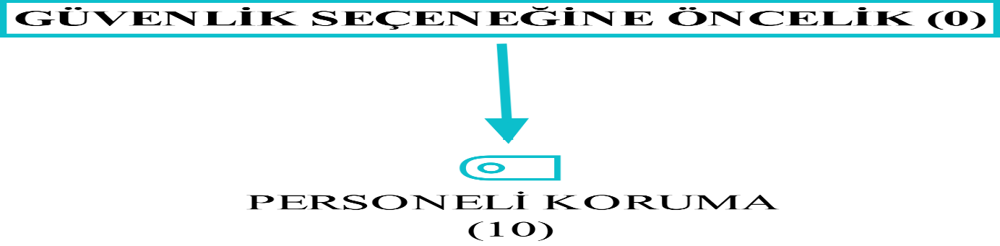 GÜVENLİK SEÇENEĞİNE ÖNCELİK (0)
PERSONELİ KORUMA
(10)